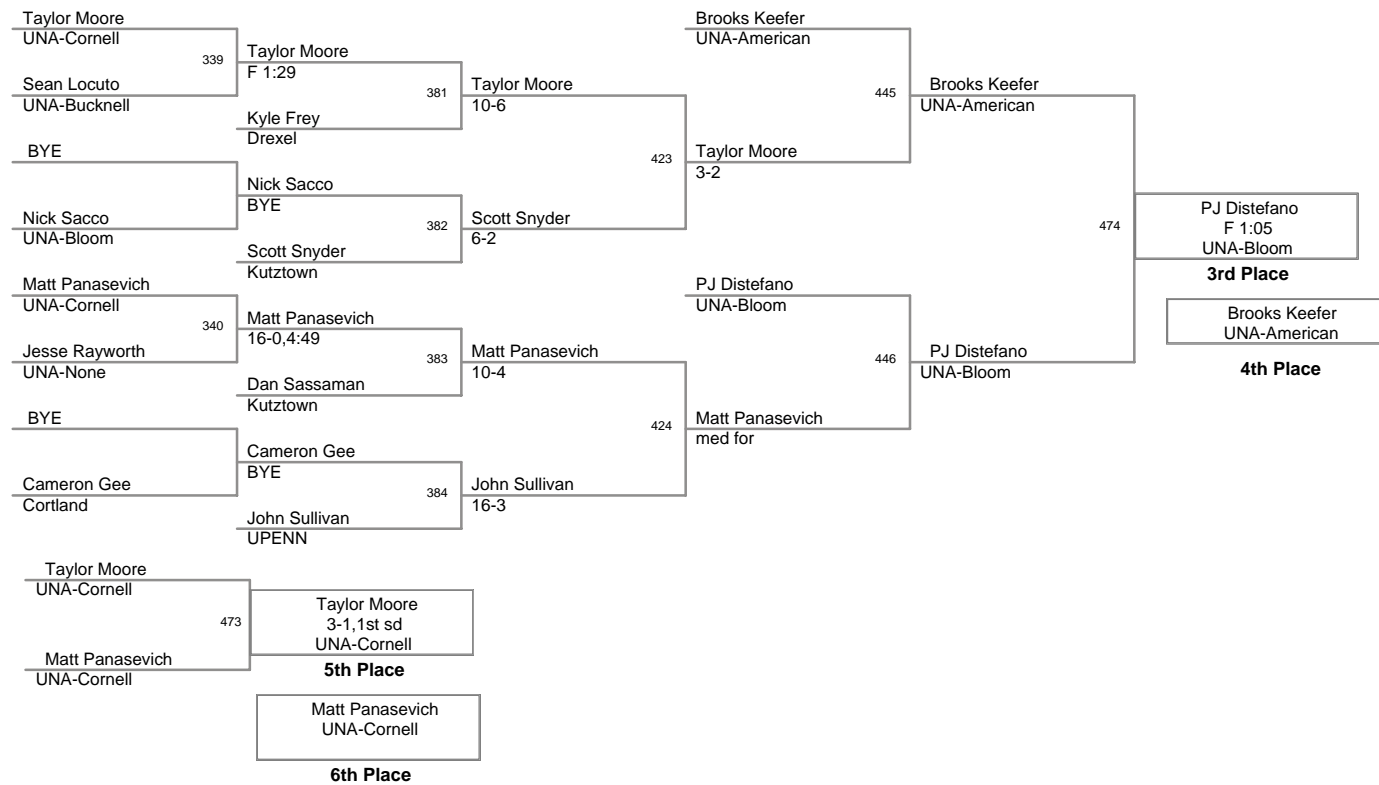 Taylor Moore
UNA-Cornell
339
Sean Locuto
UNA-Bucknell
BYE
Nick Sacco
UNA-Bloom
Matt Panasevich
UNA-Cornell
340
Jesse Rayworth
UNA-None
BYE
Cameron Gee
Cortland
Taylor Moore
F 1:29
381
Kyle Frey
Drexel
Nick Sacco
BYE
382
Scott Snyder
Kutztown
Matt Panasevich
16-0,4:49
383
Dan Sassaman
Kutztown
Cameron Gee
BYE
384
John Sullivan
UPENN
Taylor Moore
10-6
423
Scott Snyder
6-2
Matt Panasevich
10-4
424
John Sullivan
16-3
Brooks Keefer
UNA-American
445
Taylor Moore
3-2
PJ Distefano
UNA-Bloom
446
Matt Panasevich
med for
Brooks Keefer
UNA-American
474
PJ Distefano
UNA-Bloom
PJ Distefano
F 1:05
UNA-Bloom
3rd Place
Brooks Keefer
UNA-American
4th Place
Taylor Moore
UNA-Cornell
473
Matt Panasevich
UNA-Cornell
Taylor Moore
3-1,1st sd
UNA-Cornell
5th Place
Matt Panasevich
UNA-Cornell
6th Place